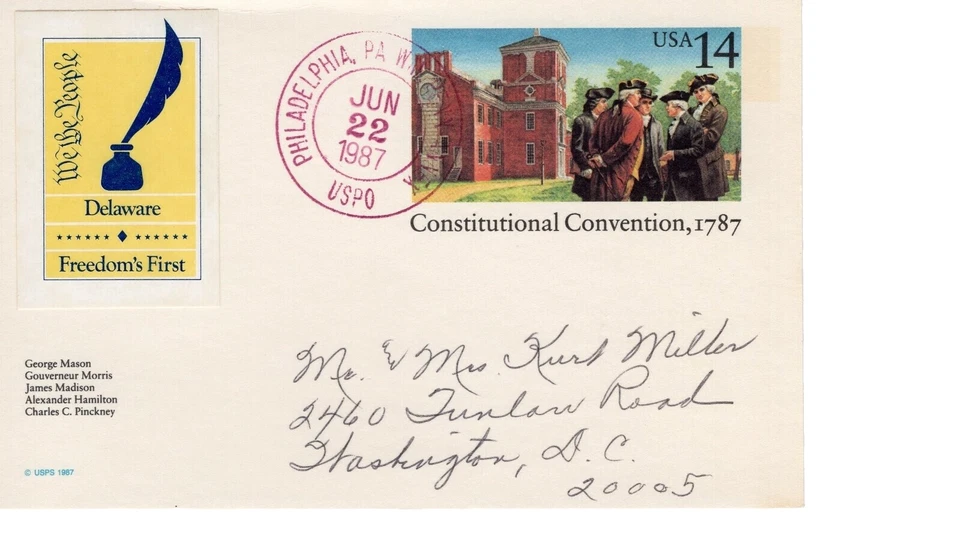 We the People
Delaware
Freedom's First
PHILADELPHIA, PA
JUN
22
1987
USPO
USA 14
Constitutional Convention, 1787
George Mason
Gouverneur Morris
James Madison
Alexander Hamilton
Charles C. Pinckney
© USPS 1987
Mr. & Mrs. Kurt Miller
2460 Tunlaw Road
Washington, D.C.
20005